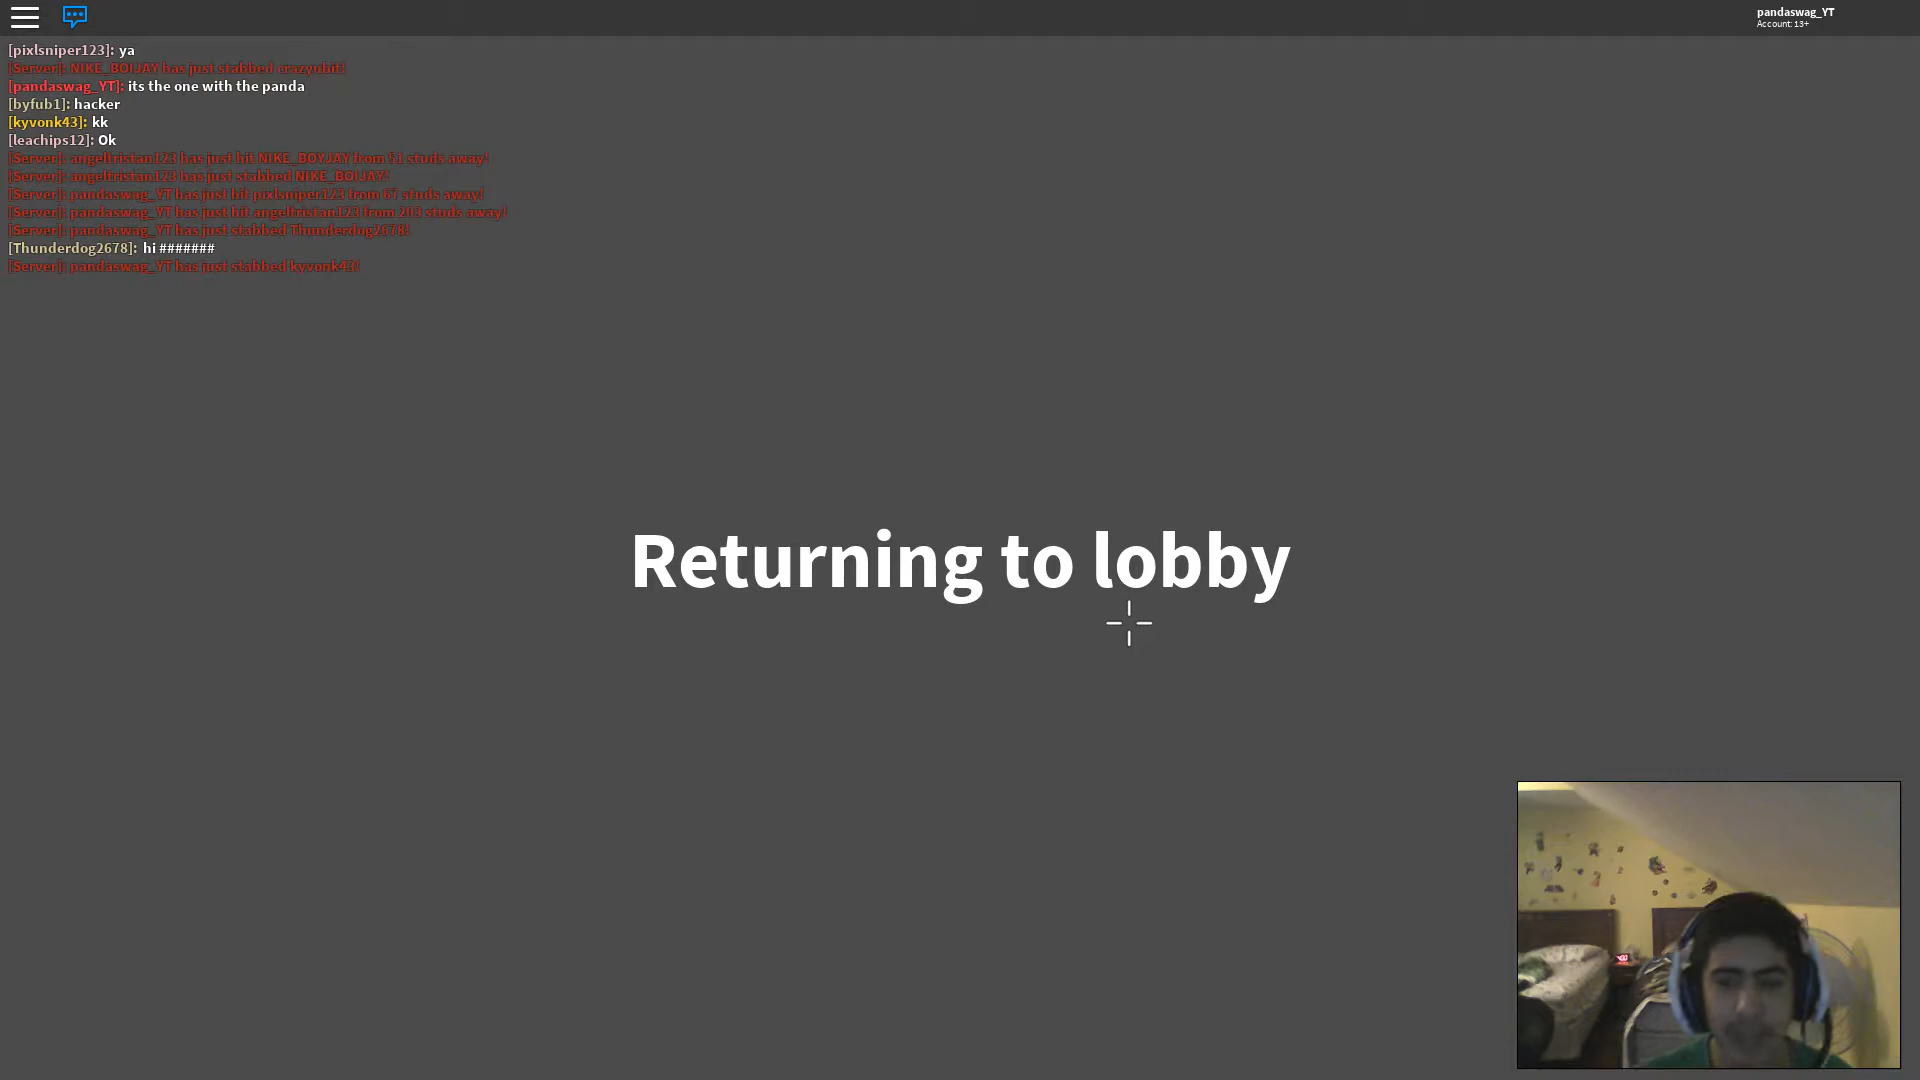 pandaswag_YT
Account: 13+
[pixlsniper123]: ya
[Server]: NIKE_BOIJAY has just stabbed crazynbit!
[pandaswag_YT]: its the one with the panda
[byfub1]: hacker
[kyvonk43]: kk
[leachips12]: Ok
[Server]: angeltristan123 has just hit NIKE_BOYJAY from 51 studs away!
[Server]: angeltristan123 has just stabbed NIKE_BOIJAY!
[Server]: pandaswag_YT has just hit pixlsniper123 from 67 studs away!
[Server]: pandaswag_YT has just hit angeltristan123 from 203 studs away!
[Server]: pandaswag_YT has just stabbed Thunderdog2678!
[Thunderdog2678]: hi #######
[Server]: pandaswag_YT has just stabbed kyvonk43!
Returning to lobby